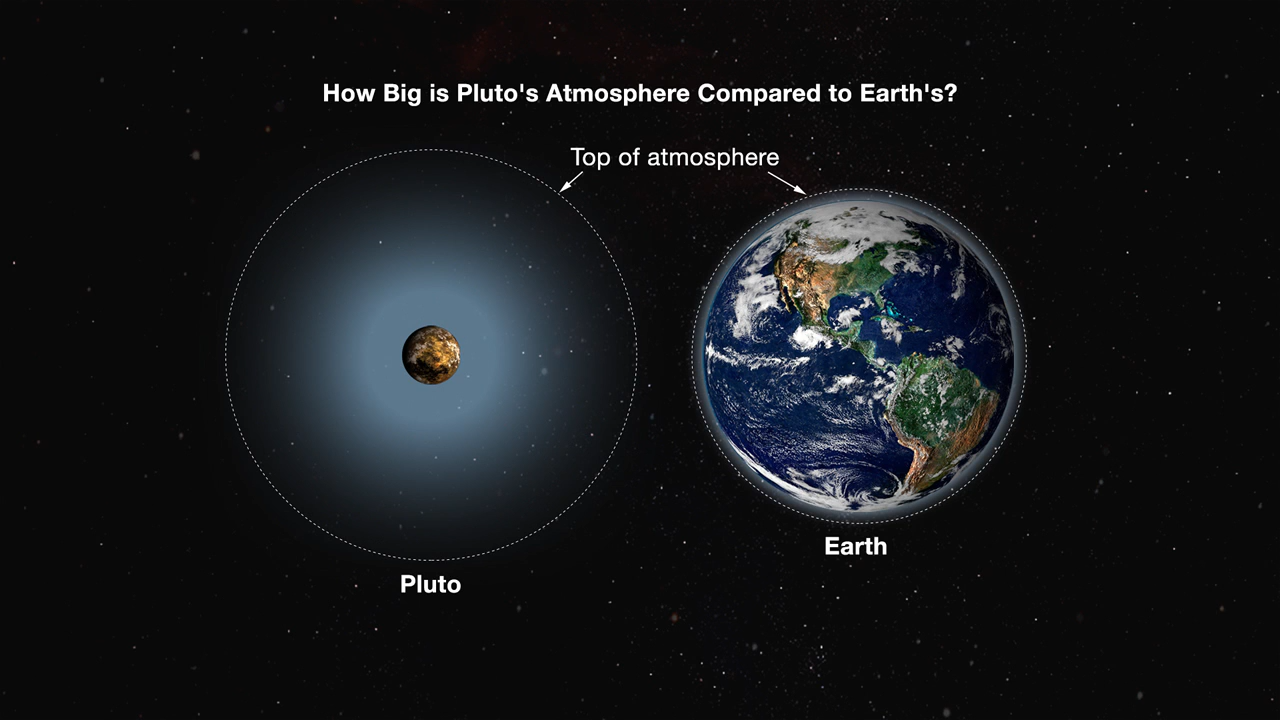 How Big is Pluto's Atmosphere Compared to Earth's?
Top of atmosphere
Earth
Pluto